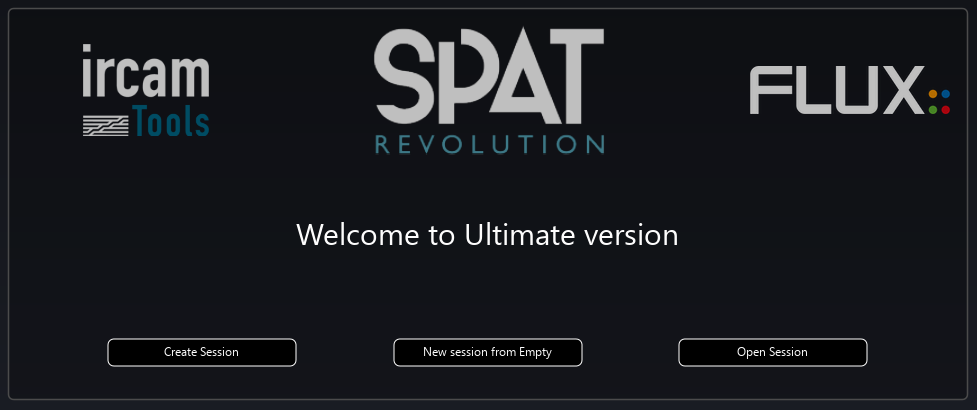 ircam
Tools
SPAT
REVOLUTION
FLUX::
Welcome to Ultimate version
Create Session
New session from Empty
Open Session